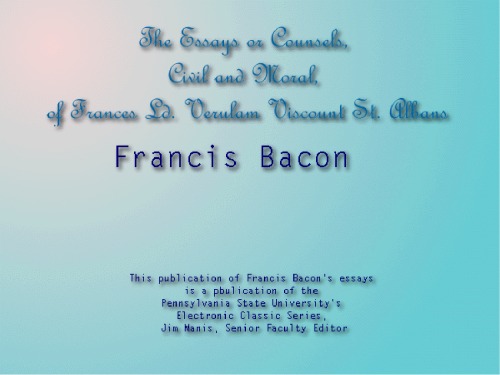 The Essays or Counsels,
Civil and Moral,
of Frances Ld. Verulam Viscount St. Albans
Francis Bacon
This publication of Francis Bacon's essays
is a pbulication of the
Pennsylvania State University's
Electronic Classic Series,
Jim Manis, Senior Faculty Editor